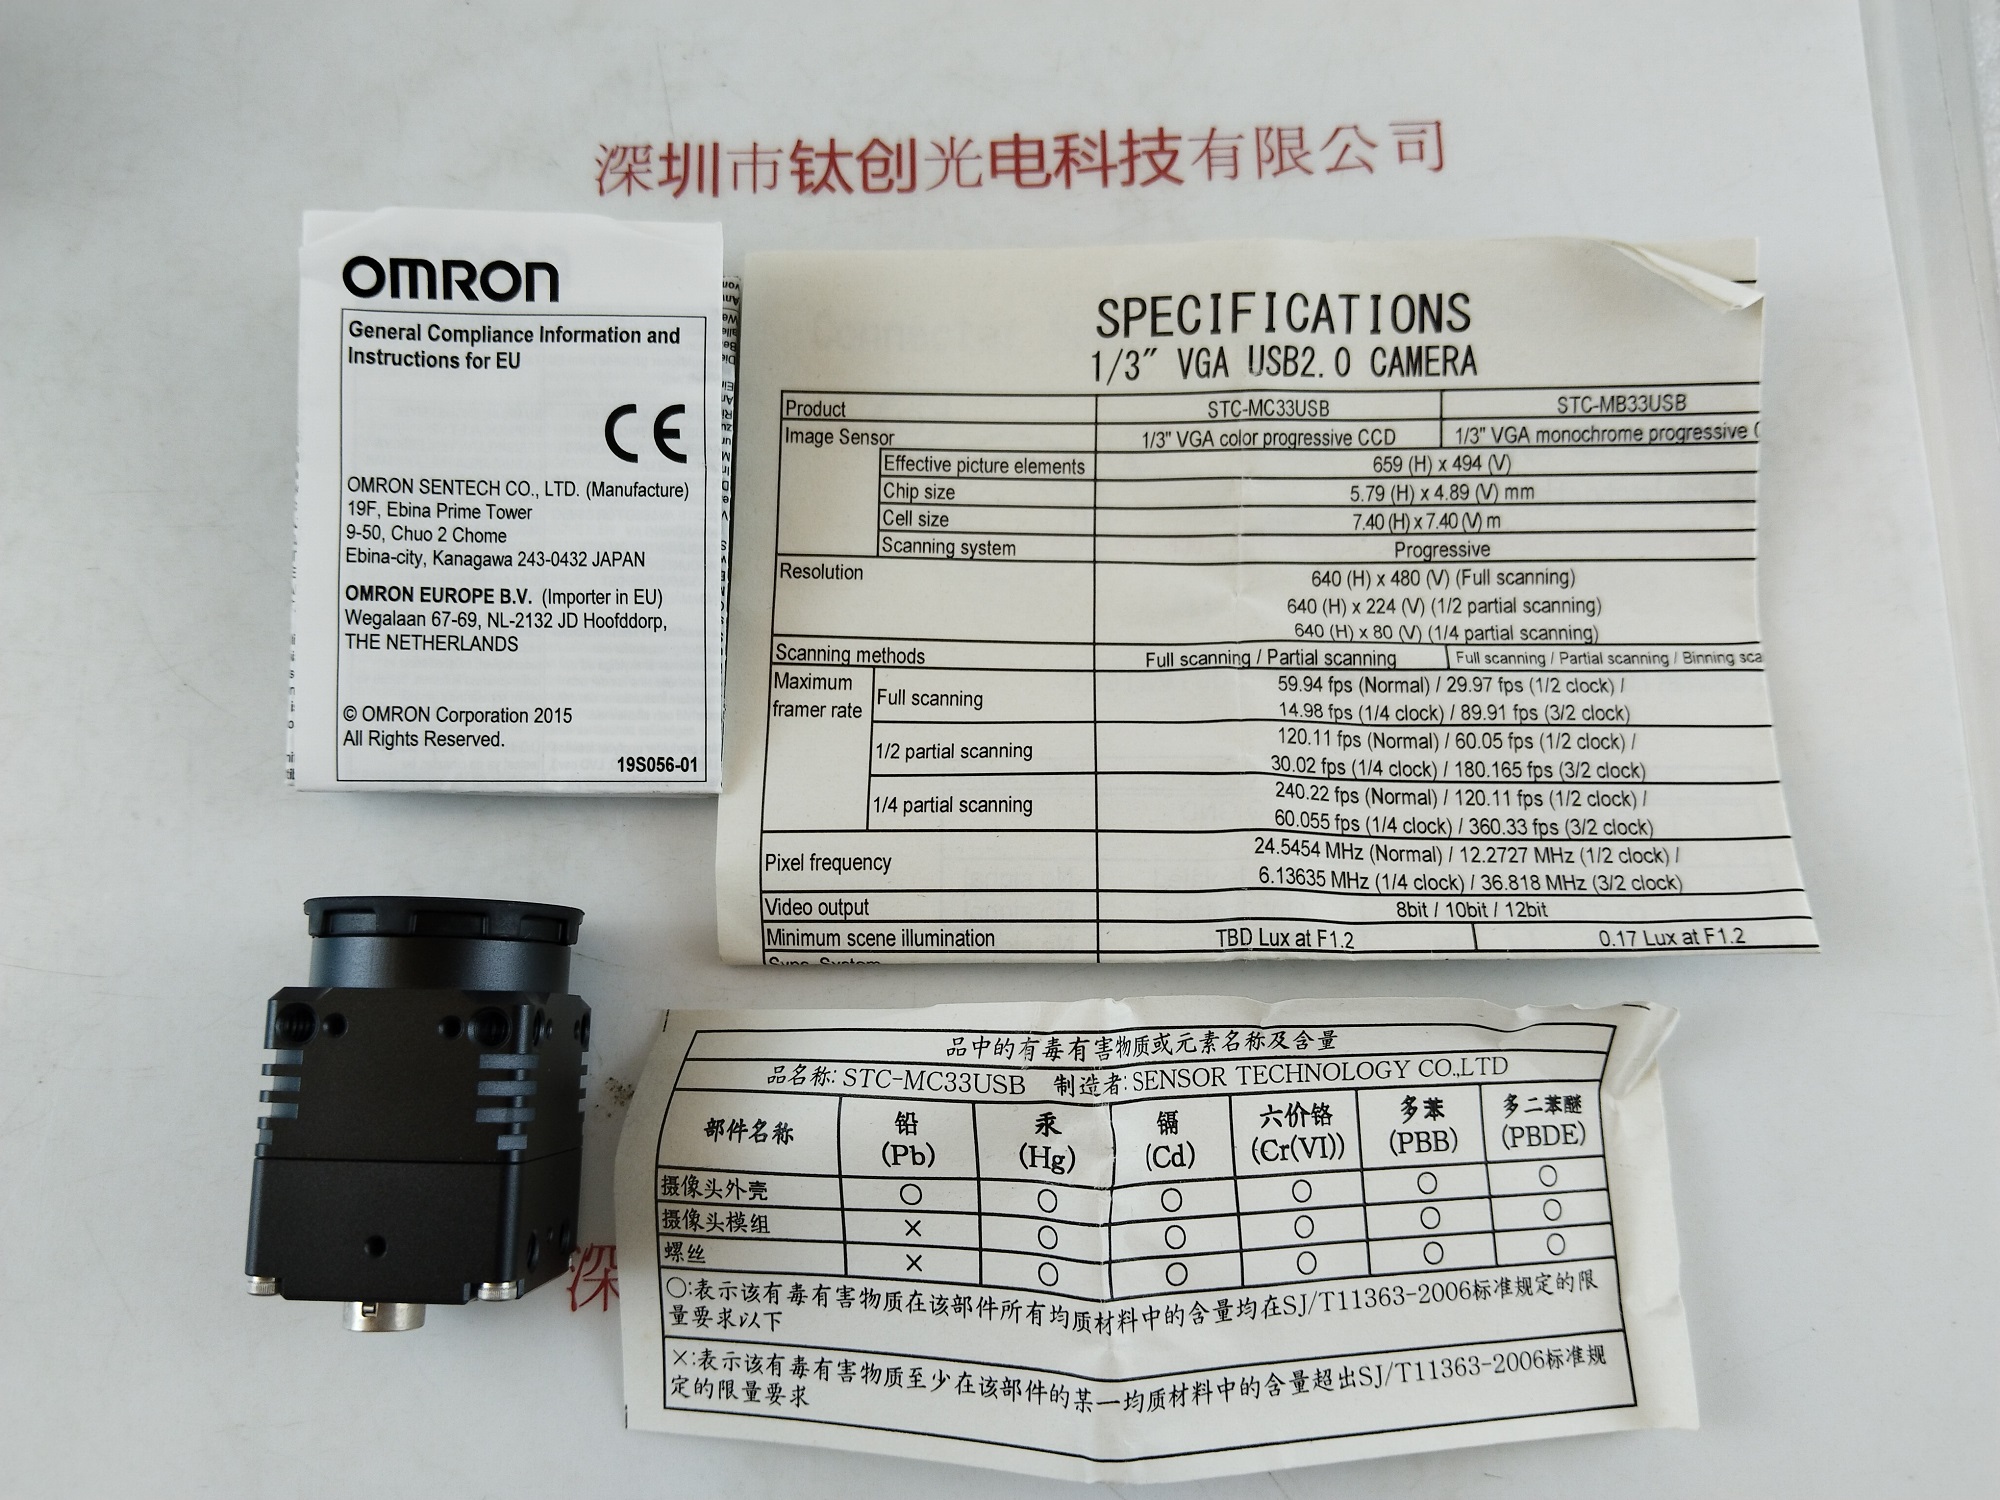 深圳市钛创光电科技有限公司
OMRON
General Compliance Information and
Instructions for EU
CE
OMRON SENTECH CO., LTD. (Manufacture)
19F, Ebina Prime Tower
9-50, Chuo 2 Chome
Ebina-city, Kanagawa 243-0432 JAPAN
OMRON EUROPE B.V. (Importer in EU)
Wegalaan 67-69, NL-2132 JD Hoofddorp,
THE NETHERLANDS
© OMRON Corporation 2015
All Rights Reserved.
19S056-01
SPECIFICATIONS
1/3" VGA USB2.0 CAMERA
Product STC-MC33USB STC-MB33USB
Image Sensor 1/3" VGA color progressive CCD 1/3" VGA monochrome progressive
Effective picture elements 659 (H) x 494 (V)
Chip size 5.79 (H) x 4.89 (V) mm
Cell size 7.40 (H) x 7.40 (V) m
Scanning system Progressive
Resolution 640 (H) x 480 (V) (Full scanning)
640 (H) x 224 (V) (1/2 partial scanning)
640 (H) x 80 (V) (1/4 partial scanning)
Scanning methods Full scanning / Partial scanning Full scanning / Partial scanning / Binning sca
Maximum framer rate Full scanning 59.94 fps (Normal) / 29.97 fps (1/2 clock) /
14.98 fps (1/4 clock) / 89.91 fps (3/2 clock)
1/2 partial scanning 120.11 fps (Normal) / 60.05 fps (1/2 clock) /
30.02 fps (1/4 clock) / 180.165 fps (3/2 clock)
1/4 partial scanning 240.22 fps (Normal) / 120.11 fps (1/2 clock) /
60.055 fps (1/4 clock) / 360.33 fps (3/2 clock)
Pixel frequency 24.5454 MHz (Normal) / 12.2727 MHz (1/2 clock) /
6.13635 MHz (1/4 clock) / 36.818 MHz (3/2 clock)
Video output 8bit / 10bit / 12bit
Minimum scene illumination TBD Lux at F1.2 0.17 Lux at F1.2
Sync. System
品中的有毒有害物质或元素名称及含量
品名称: STC-MC33USB 制造者: SENSOR TECHNOLOGY CO.,LTD
部件名称 铅 (Pb) 汞 (Hg) 镉 (Cd) 六价铬 (Cr(VI)) 多苯 (PBB) 多二苯醚 (PBDE)
摄像头外壳 ○ ○ ○ ○ ○ ○
摄像头模组 × ○ ○ ○ ○ ○
螺丝 × ○ ○ ○ ○ ○
○:表示该有毒有害物质在该部件所有均质材料中的含量均在SJ/T11363-2006标准规定的限
量要求以下
×:表示该有毒有害物质至少在该部件的某一均质材料中的含量超出SJ/T11363-2006标准规
定的限量要求
深